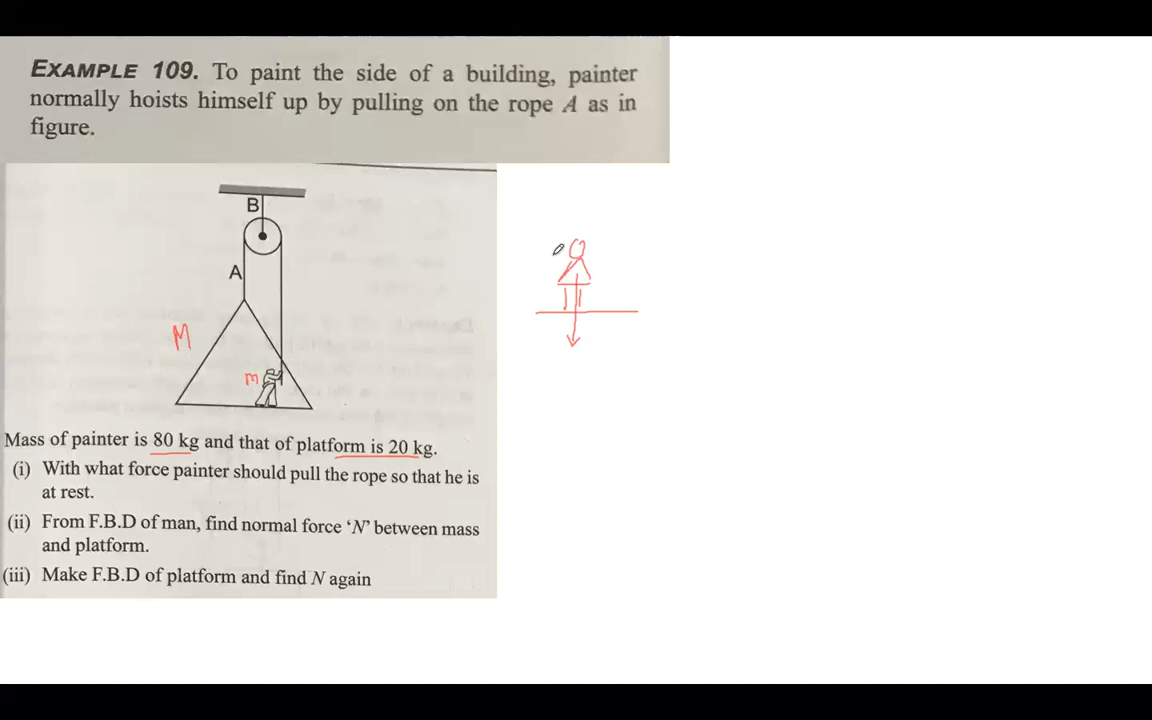 EXAMPLE 109. To paint the side of a building, painter
normally hoists himself up by pulling on the rope A as in
figure.
B
A
M
m
Mass of painter is 80 kg and that of platform is 20 kg.
(i) With what force painter should pull the rope so that he is
at rest.
(ii) From F.B.D of man, find normal force ‘N’ between mass
and platform.
(iii) Make F.B.D of platform and find N again